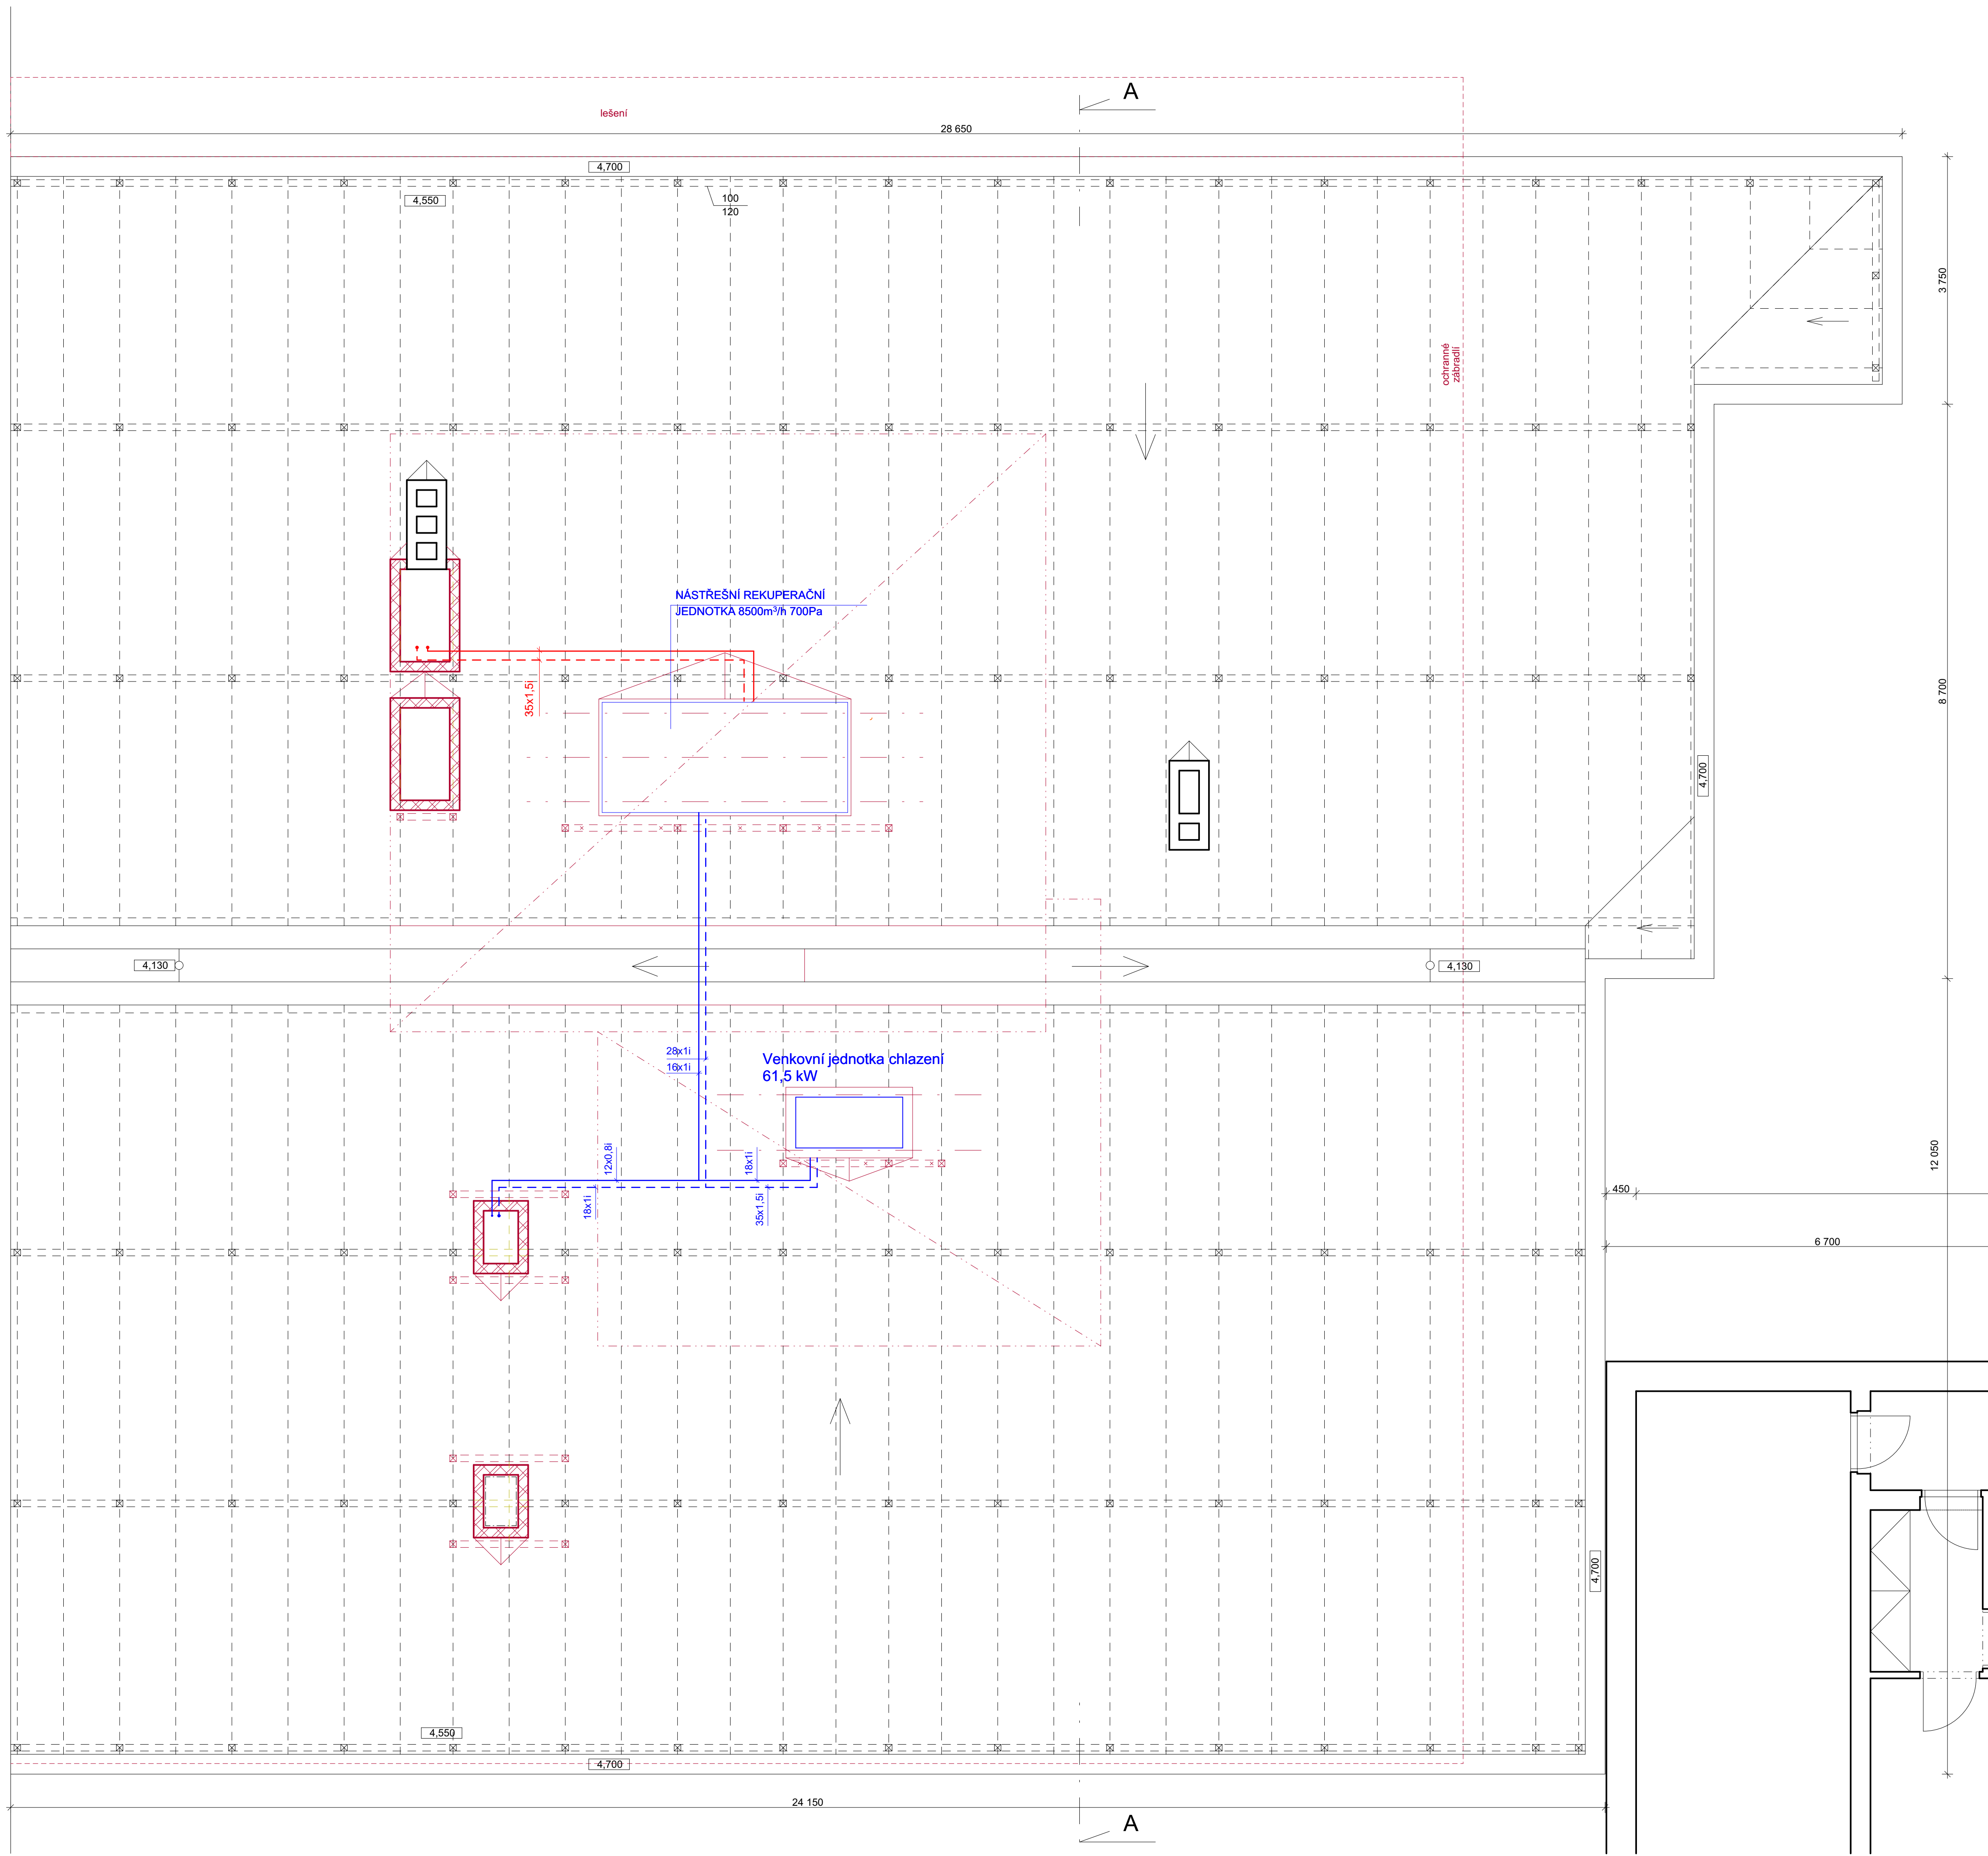 A
lešení
28 650
4,700
4,550
100
120
3 750
ochranné
zábradlí
NÁSTŘEŠNÍ REKUPERAČNÍ
JEDNOTKA 8500m³/h 700Pa
35x1,5i
8 700
4,700
4,130
4,130
28x1i
16x1i
Venkovní jednotka chlazení
61,5 kW
12x0,8i
18x1i
18x1i
35x1,5i
12 050
450
6 700
4,700
4,550
4,700
24 150
A